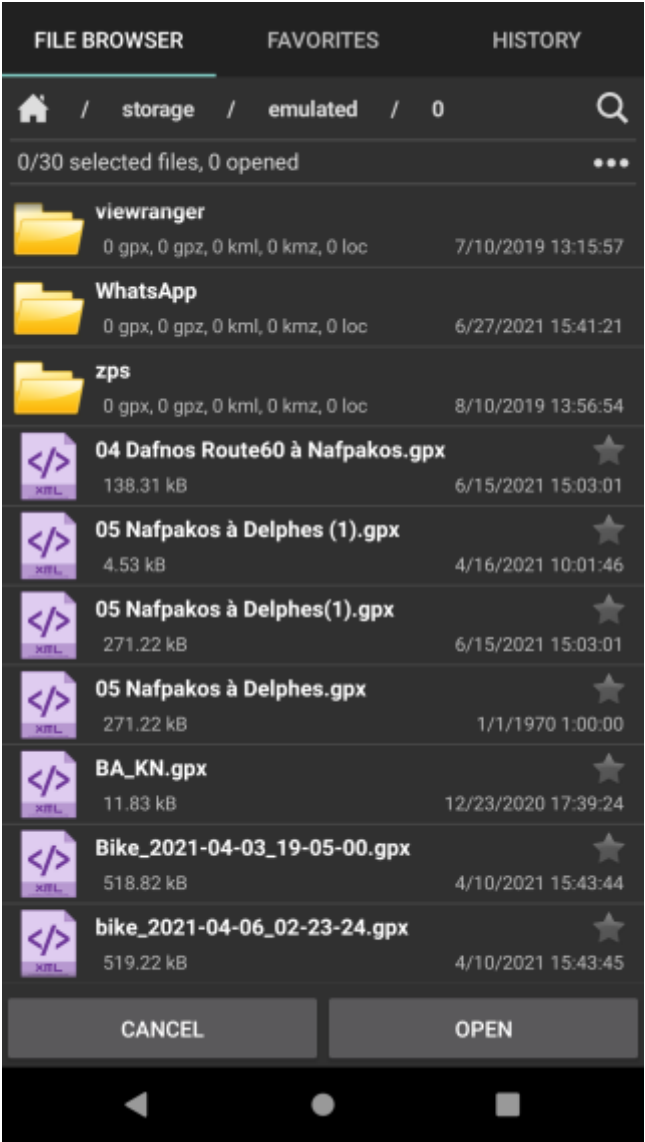 FILE BROWSER FAVORITES HISTORY
/ storage / emulated / 0
0/30 selected files, 0 opened
viewranger
0 gpx, 0 gpz, 0 kml, 0 kmz, 0 loc 7/10/2019 13:15:57
WhatsApp
0 gpx, 0 gpz, 0 kml, 0 kmz, 0 loc 6/27/2021 15:41:21
zps
0 gpx, 0 gpz, 0 kml, 0 kmz, 0 loc 8/10/2019 13:56:54
04 Dafnos Route60 à Nafpakos.gpx
XML 138.31 kB 6/15/2021 15:03:01
05 Nafpakos à Delphes (1).gpx
XML 4.53 kB 4/16/2021 10:01:46
05 Nafpakos à Delphes(1).gpx
XML 271.22 kB 6/15/2021 15:03:01
05 Nafpakos à Delphes.gpx
XML 271.22 kB 1/1/1970 1:00:00
BA_KN.gpx
XML 11.83 kB 12/23/2020 17:39:24
Bike_2021-04-03_19-05-00.gpx
XML 518.82 kB 4/10/2021 15:43:44
bike_2021-04-06_02-23-24.gpx
XML 519.22 kB 4/10/2021 15:43:45
CANCEL OPEN